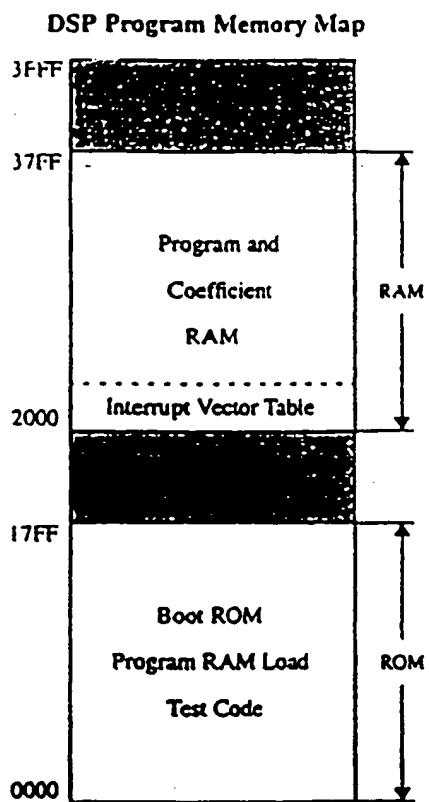 DSP Program Memory Map
3FFF
37FF
Program and
Coefficient
RAM
RAM
Interrupt Vector Table
2000
17FF
Boot ROM
Program RAM Load
ROM
Test Code
0000